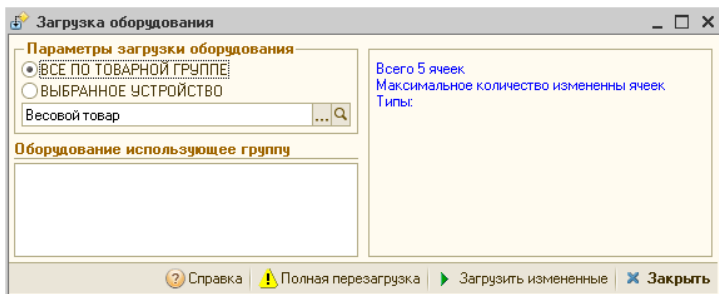 Загрузка оборудования
Параметры загрузки оборудования
ВСЕ ПО ТОВАРНОЙ ГРУППЕ
ВЫБРАННОЕ УСТРОЙСТВО
Весовой товар
...
Оборудование использующее группу
Всего 5 ячеек
Максимальное количество измененны ячеек
Типы:
Справка
Полная перезагрузка
Загрузить измененные
Закрыть